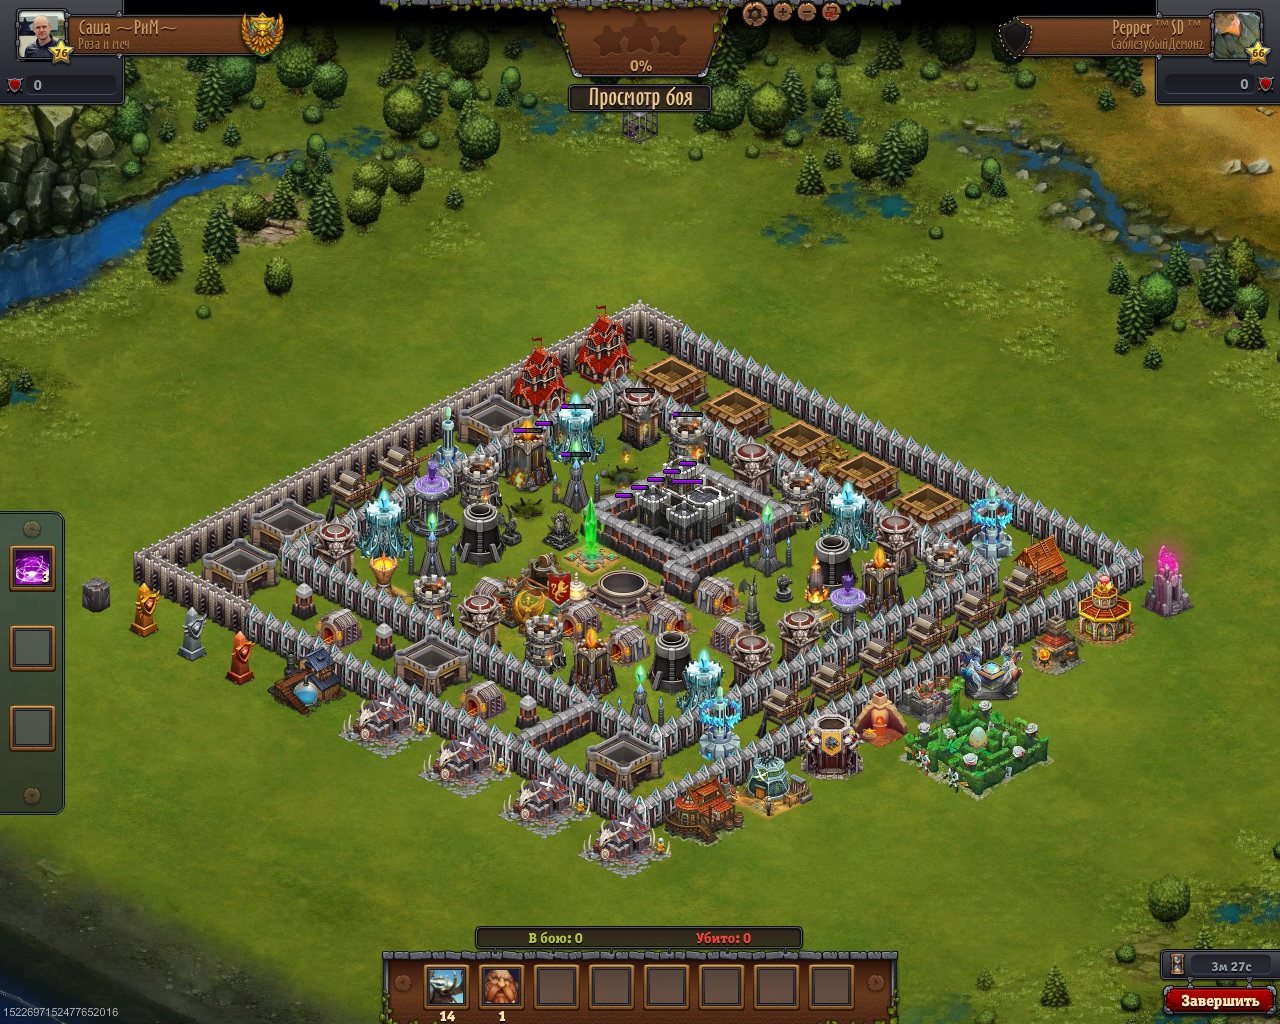 Саша ~РиМ~
Роза и меч
76
0
0%
Просмотр боя
Pepper™SD™
СаблезубыйДемон2
66
0
3
В бою: 0
Убито: 0
14
1
3м 27с
Завершить
1522697152477652016